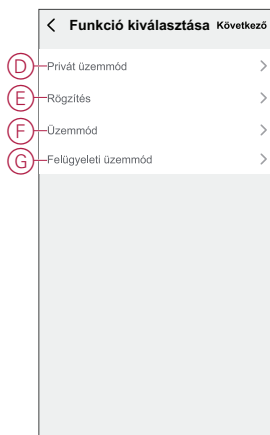 Funkció kiválasztása Következő
D Privát üzemmód
E Rögzítés
F Üzemmód
G Felügyeleti üzemmód